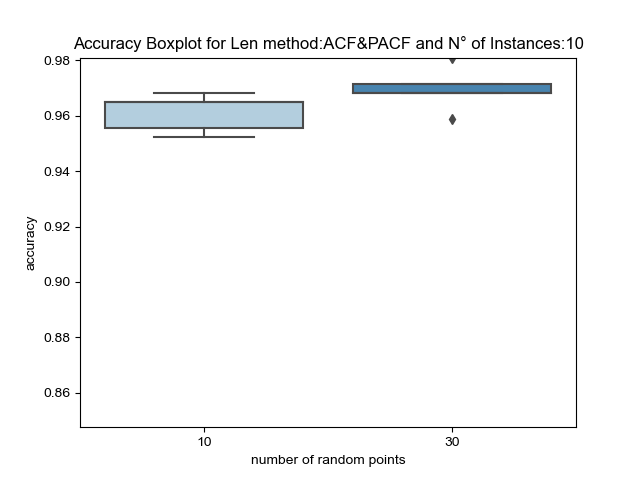 Accuracy Boxplot for Len method:ACF&PACF and N° of Instances:10
0.98
0.96
0.94
0.92
0.90
0.88
0.86
accuracy
10 30
number of random points